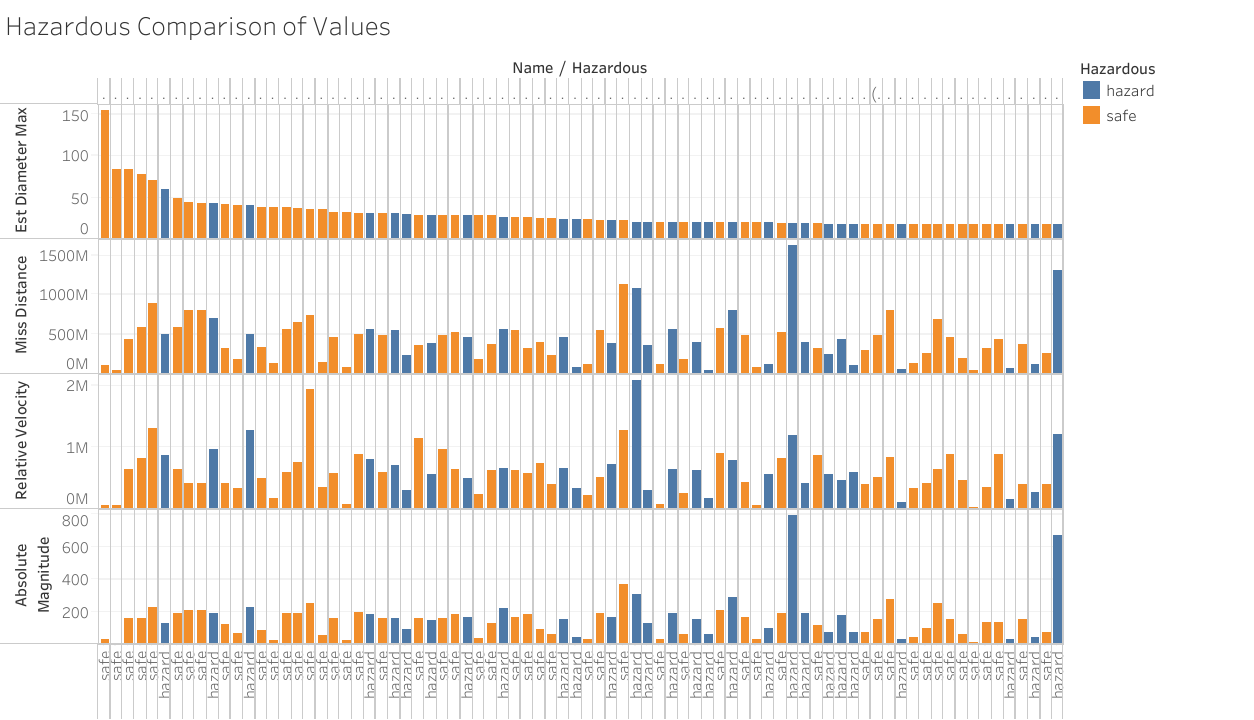 Hazardous Comparison of Values
Name / Hazardous
Hazardous
hazard
safe
(.
Est Diameter Max
150
100
50
0
Miss Distance
1500M
1000M
500M
0M
Relative Velocity
2M
1M
0M
Absolute
Magnitude
800
600
400
200
safe safe safe safe safe hazard safe safe safe hazard safe safe hazard safe safe safe safe safe safe safe safe safe hazard safe hazard hazard safe hazard safe safe hazard safe safe hazard safe safe safe safe hazard hazard safe safe hazard safe hazard hazard safe hazard safe hazard hazard safe hazard safe safe hazard safe hazard hazard safe hazard hazard hazard safe safe safe hazard safe safe safe safe safe safe safe safe hazard safe hazard safe hazard